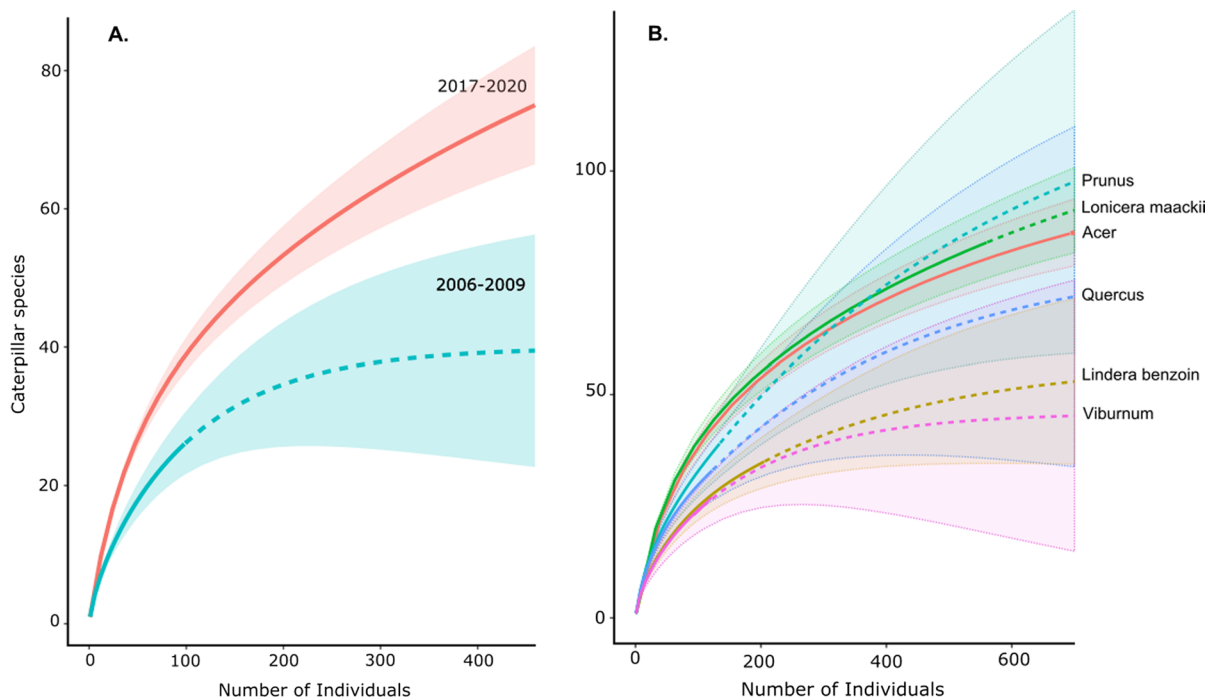 A.
2017-2020
2006-2009
Caterpillar species
80
60
40
20
0
0 100 200 300 400
Number of Individuals
B.
100
50
0
0 200 400 600
Number of Individuals
Prunus
Lonicera maackii
Acer
Quercus
Lindera benzoin
Viburnum